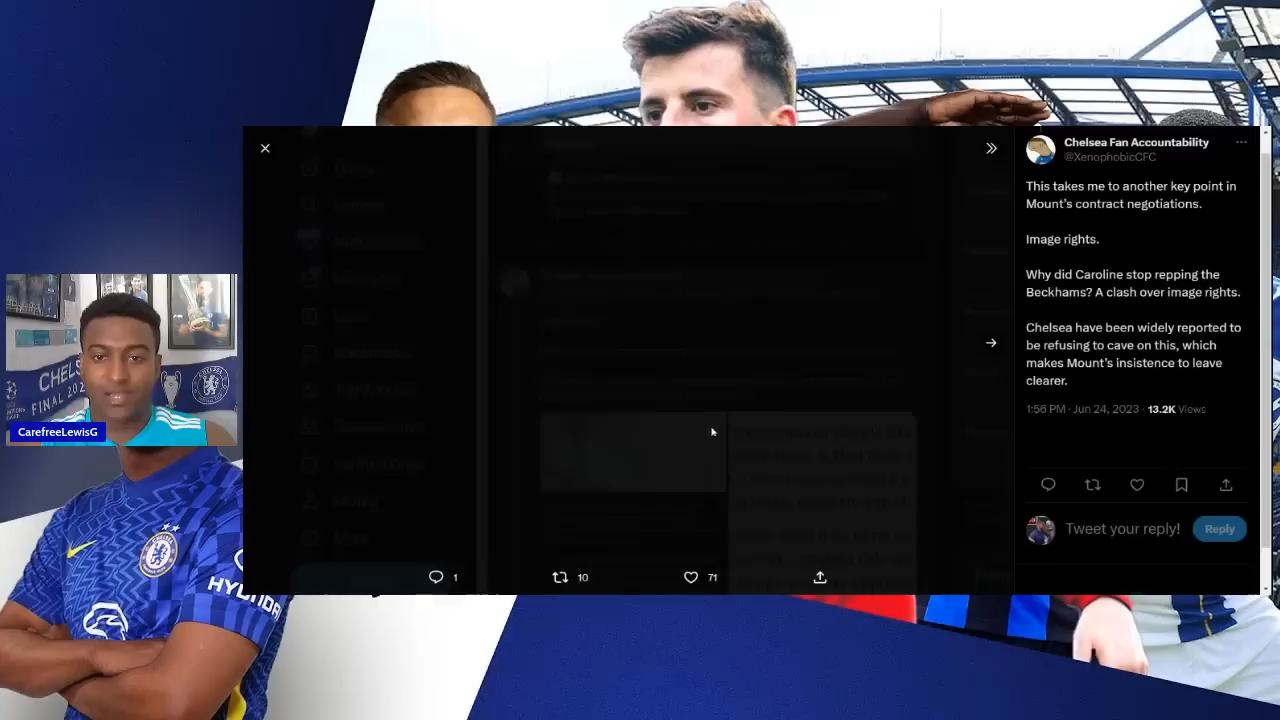 Chelsea Fan Accountability
@XenophobicCFC
This takes me to another key point in
Mount's contract negotiations.
Image rights.
Why did Caroline stop repping the
Beckhams? A clash over image rights.
Chelsea have been widely reported to
be refusing to cave on this, which
makes Mount's insistence to leave
clearer.
1:56 PM · Jun 24, 2023 · 13.2K Views
Tweet your reply!
Reply
1
10
71
CHELS
FINAL 202
CarefreeLewisG
HYUNDAI